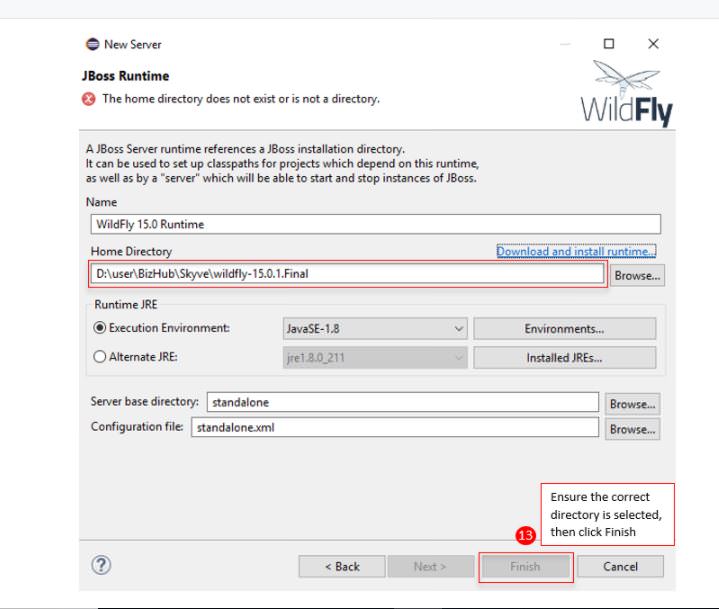 New Server
JBoss Runtime
The home directory does not exist or is not a directory.
WildFly
A JBoss Server runtime references a JBoss installation directory.
It can be used to set up classpaths for projects which depend on this runtime,
as well as by a "server" which will be able to start and stop instances of JBoss.
Name
WildFly 15.0 Runtime
Home Directory
Download and install runtime...
D:\user\BizHub\Skyve\wildfly-15.0.1.Final
Browse...
Runtime JRE
Execution Environment:
JavaSE-1.8
Environments...
Alternate JRE:
jre1.8.0_211
Installed JREs...
Server base directory:
standalone
Browse...
Configuration file:
standalone.xml
Browse...
Ensure the correct
directory is selected,
then click Finish
13
?
< Back
Next >
Finish
Cancel